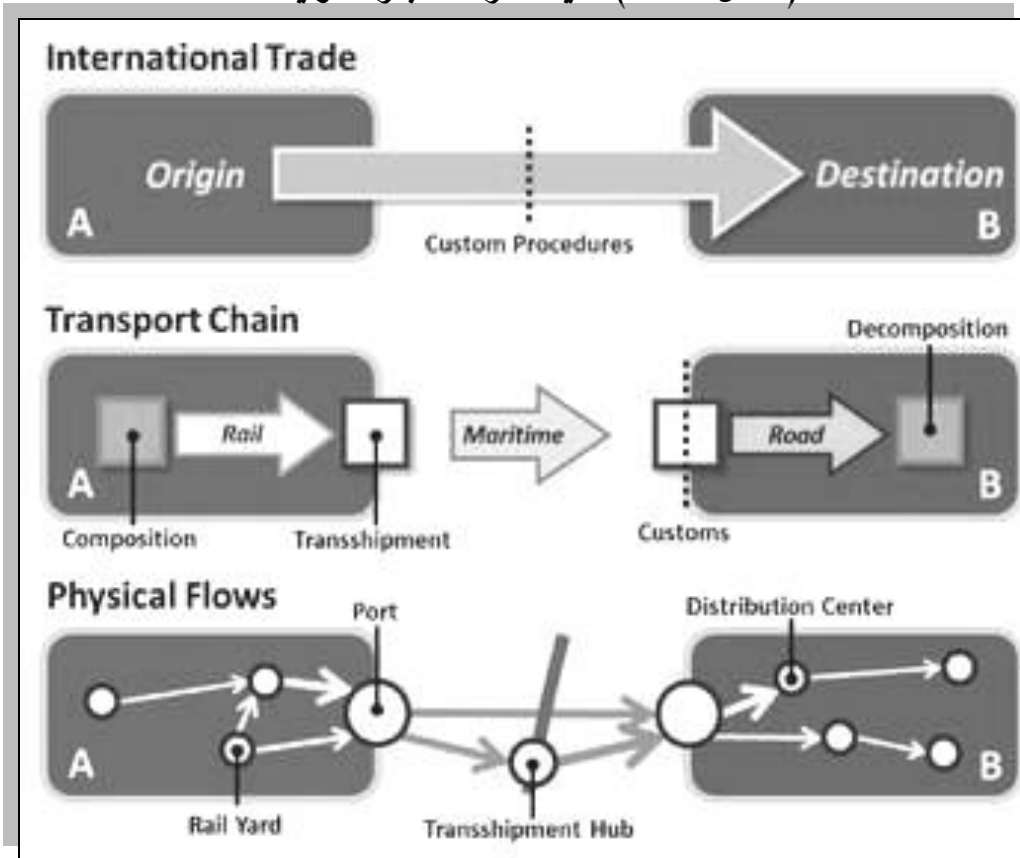 International Trade
Origin
Destination
A
B
Custom Procedures
Transport Chain
Decomposition
Rail
Maritime
Road
A
B
Composition
Transshipment
Customs
Physical Flows
Port
Distribution Center
A
B
Rail Yard
Transshipment Hub